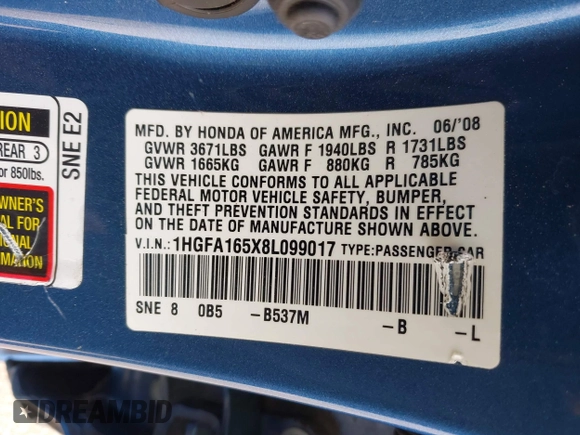 MFD. BY HONDA OF AMERICA MFG., INC. 06/'08
GVWR 3671LBS GAWR F 1940LBS R 1731LBS
GVWR 1665KG GAWR F 880KG R 785KG
THIS VEHICLE CONFORMS TO ALL APPLICABLE
FEDERAL MOTOR VEHICLE SAFETY, BUMPER,
AND THEFT PREVENTION STANDARDS IN EFFECT
ON THE DATE OF MANUFACTURE SHOWN ABOVE.
V.I.N.: 1HGFA165X8L099017 TYPE:PASSENGER CAR
SNE 8 0B5 -B537M -B -L
SNE E2
ION
REAR 3
or 850lbs.
WNER'S
AL FOR
IONAL
MATION
DREAMBID